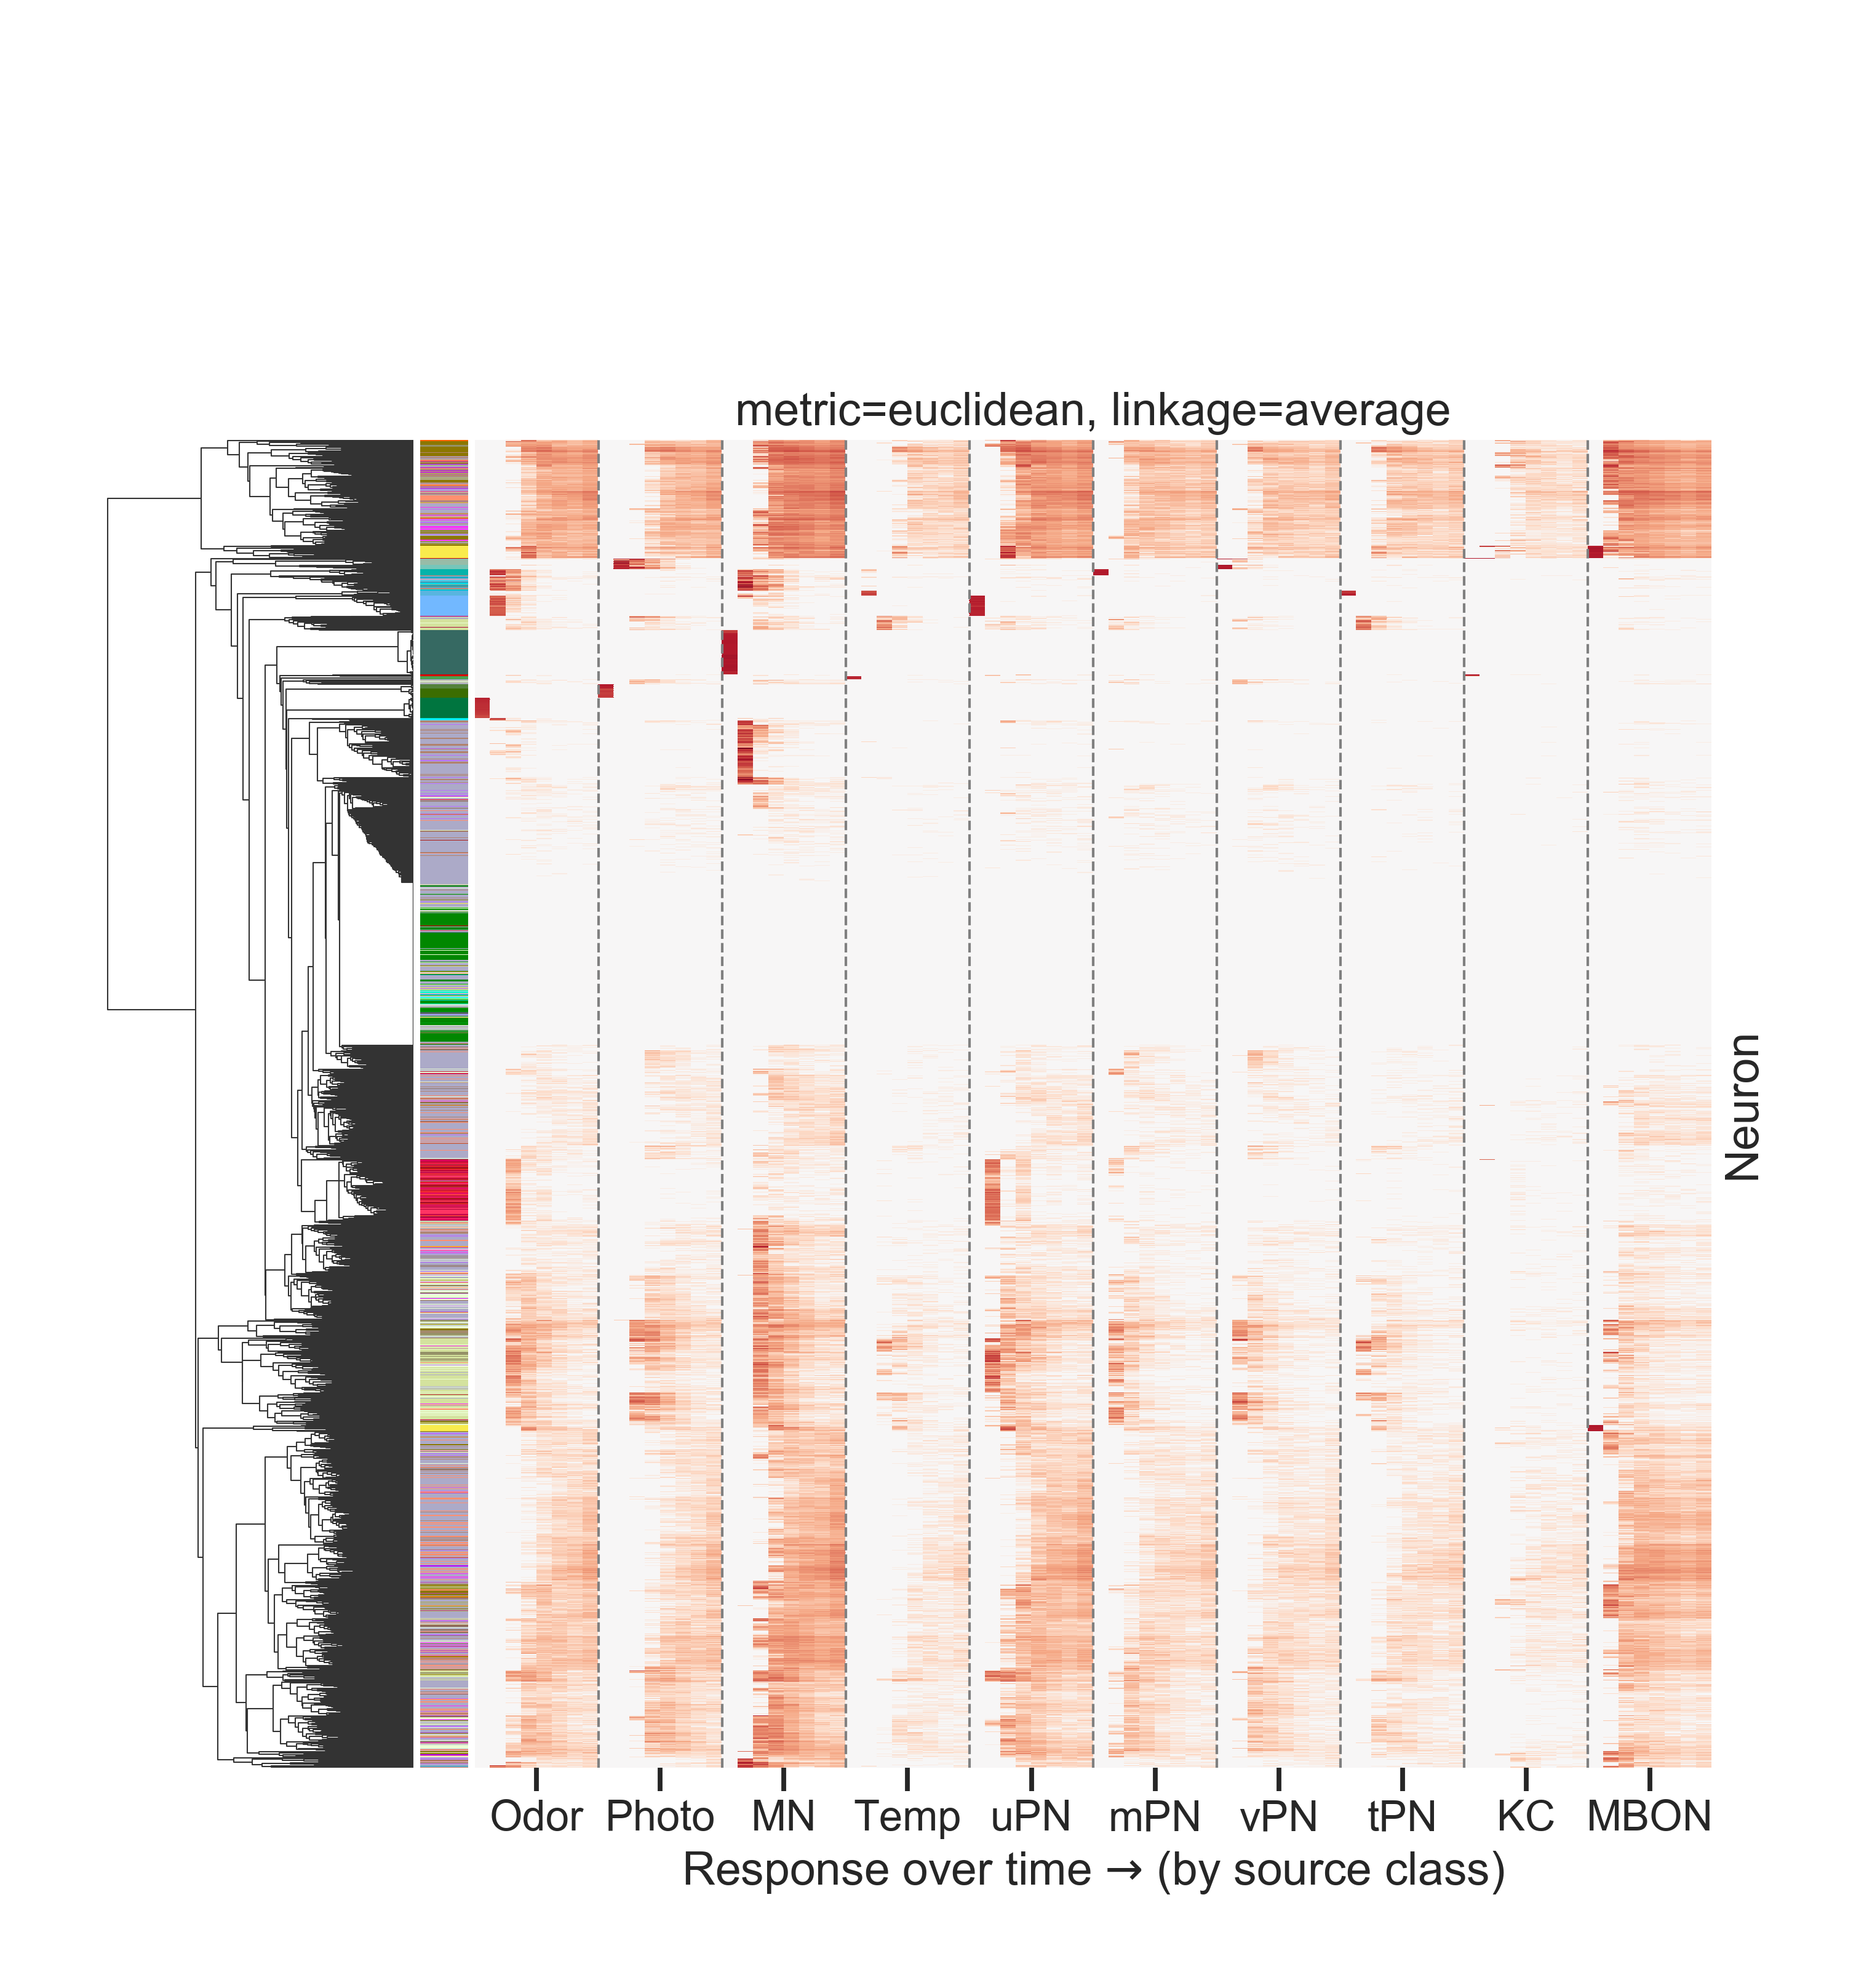 metric=euclidean, linkage=average
Neuron
Odor Photo MN Temp uPN mPN vPN tPN KC MBON
Response over time → (by source class)